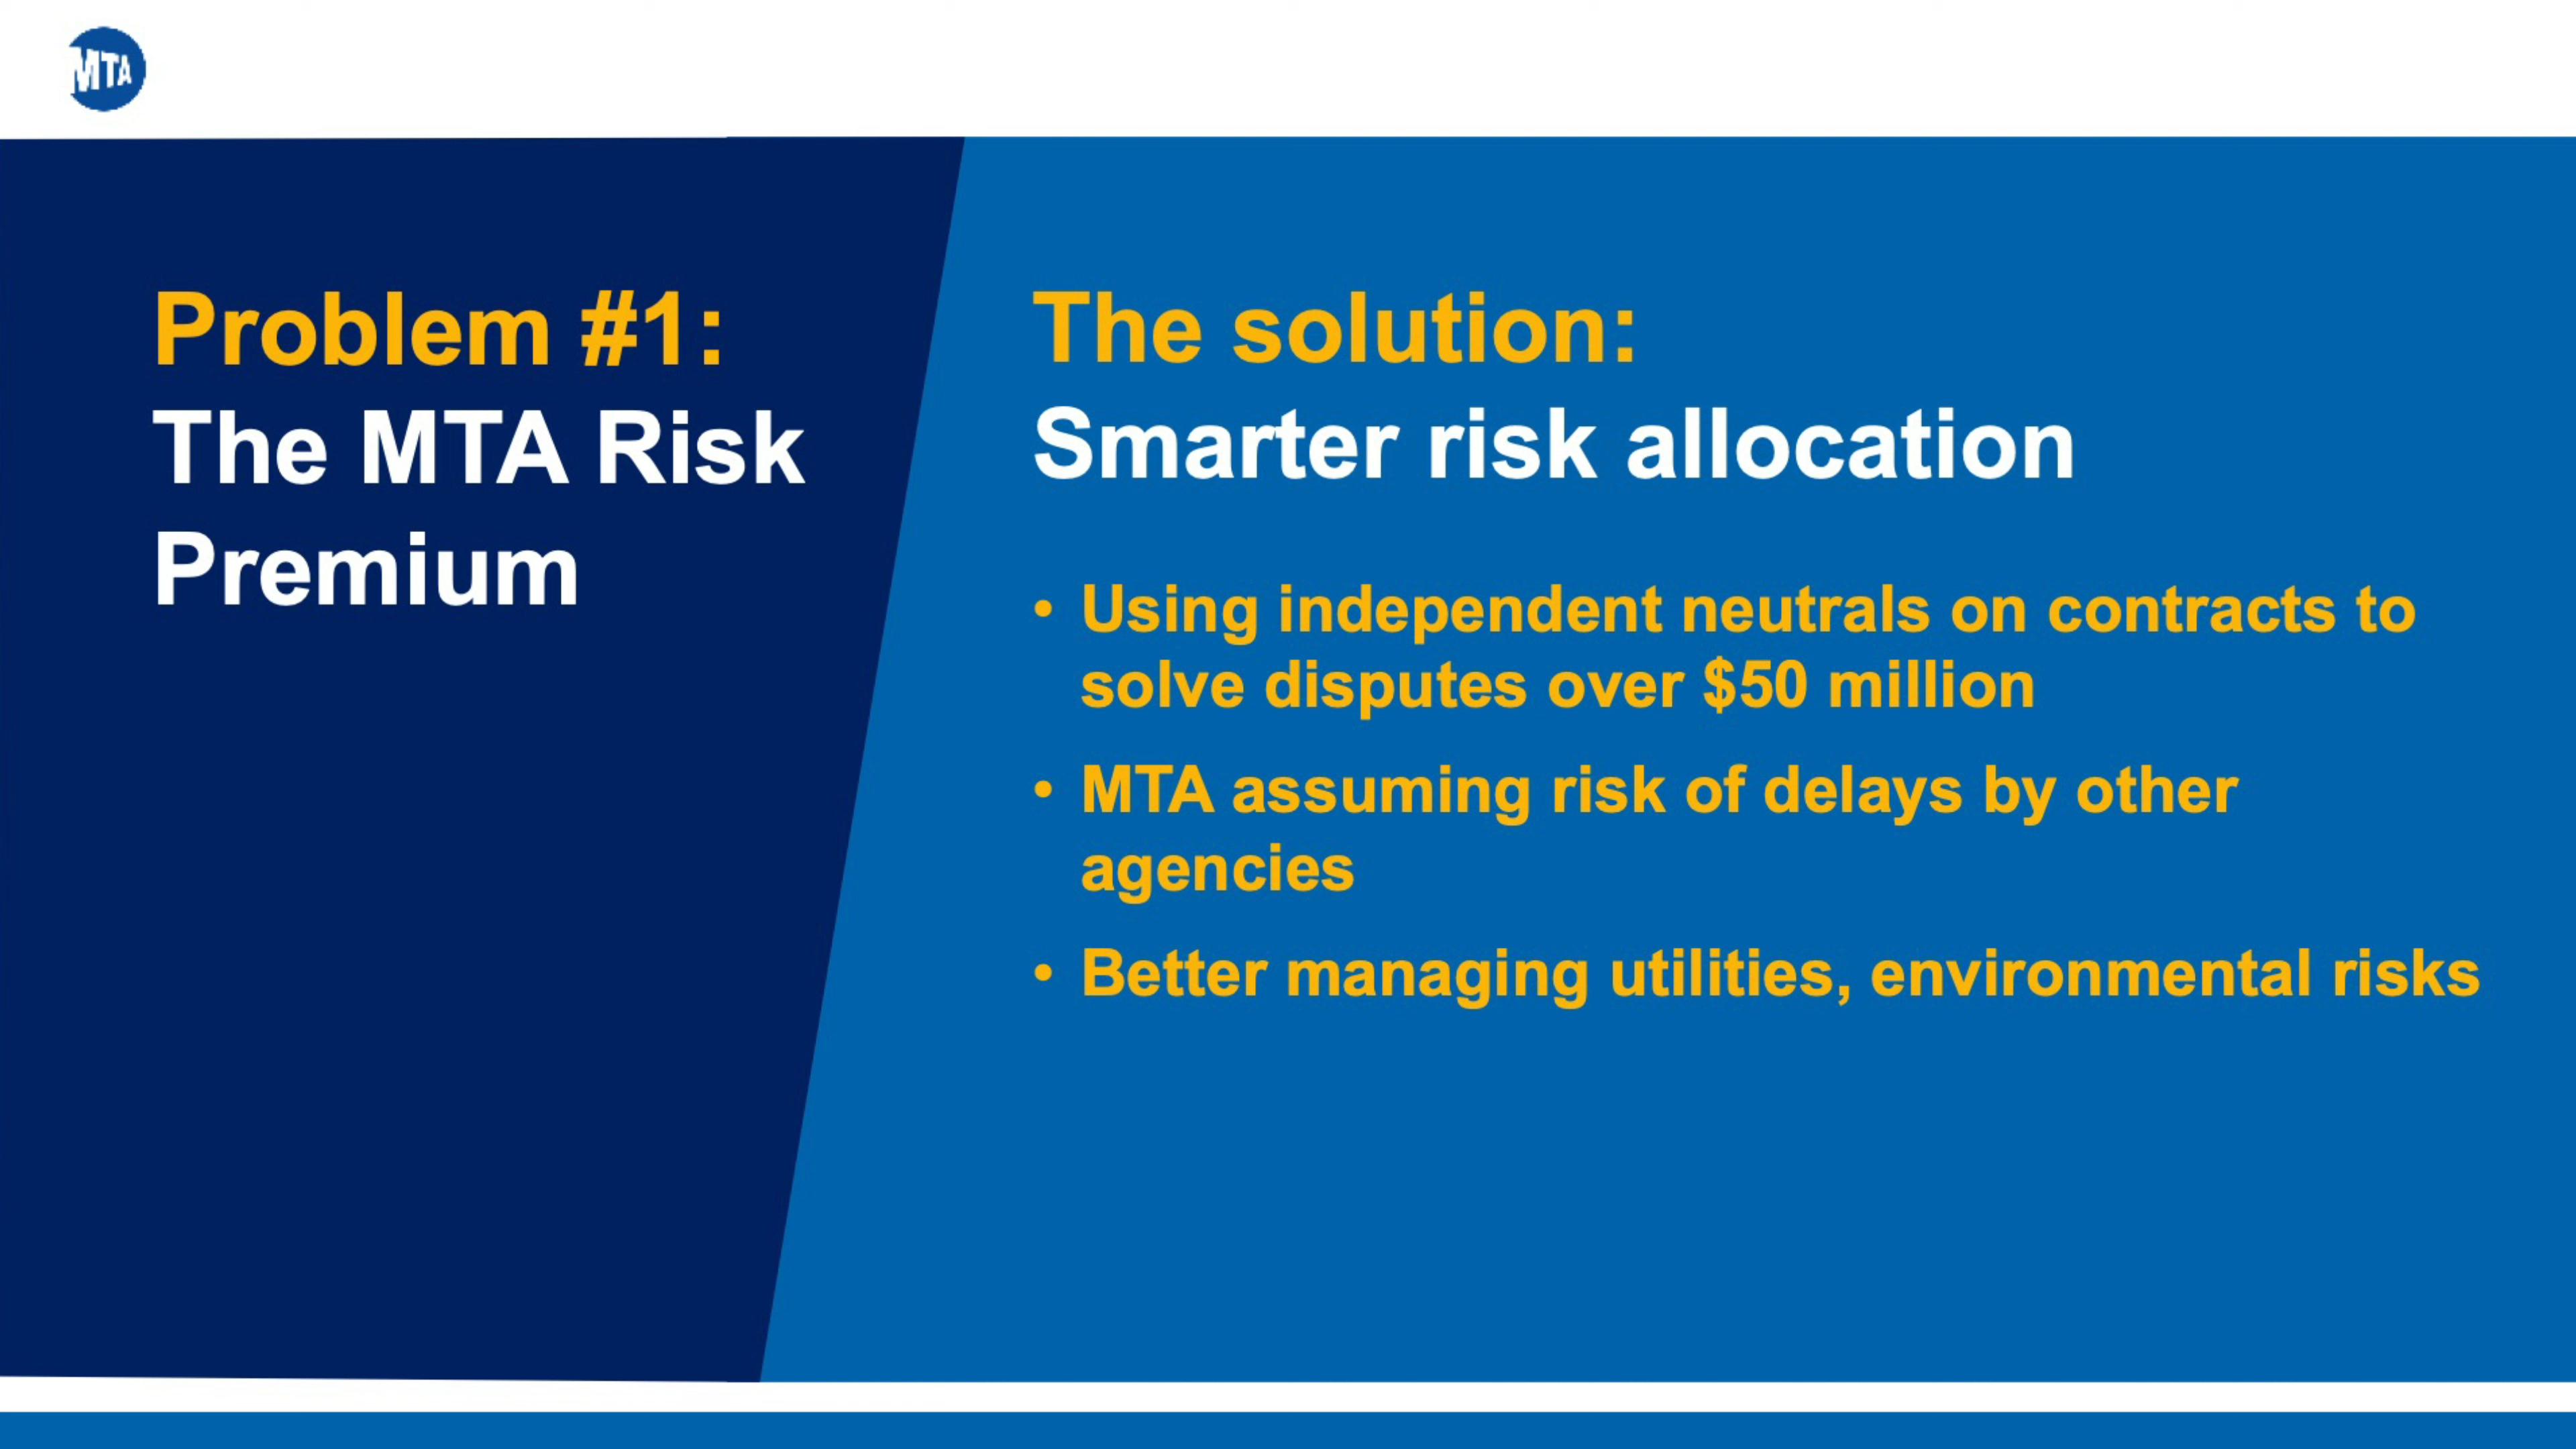 MTA
Problem #1:
The MTA Risk
Premium
The solution:
Smarter risk allocation
• Using independent neutrals on contracts to
solve disputes over $50 million
• MTA assuming risk of delays by other
agencies
• Better managing utilities, environmental risks